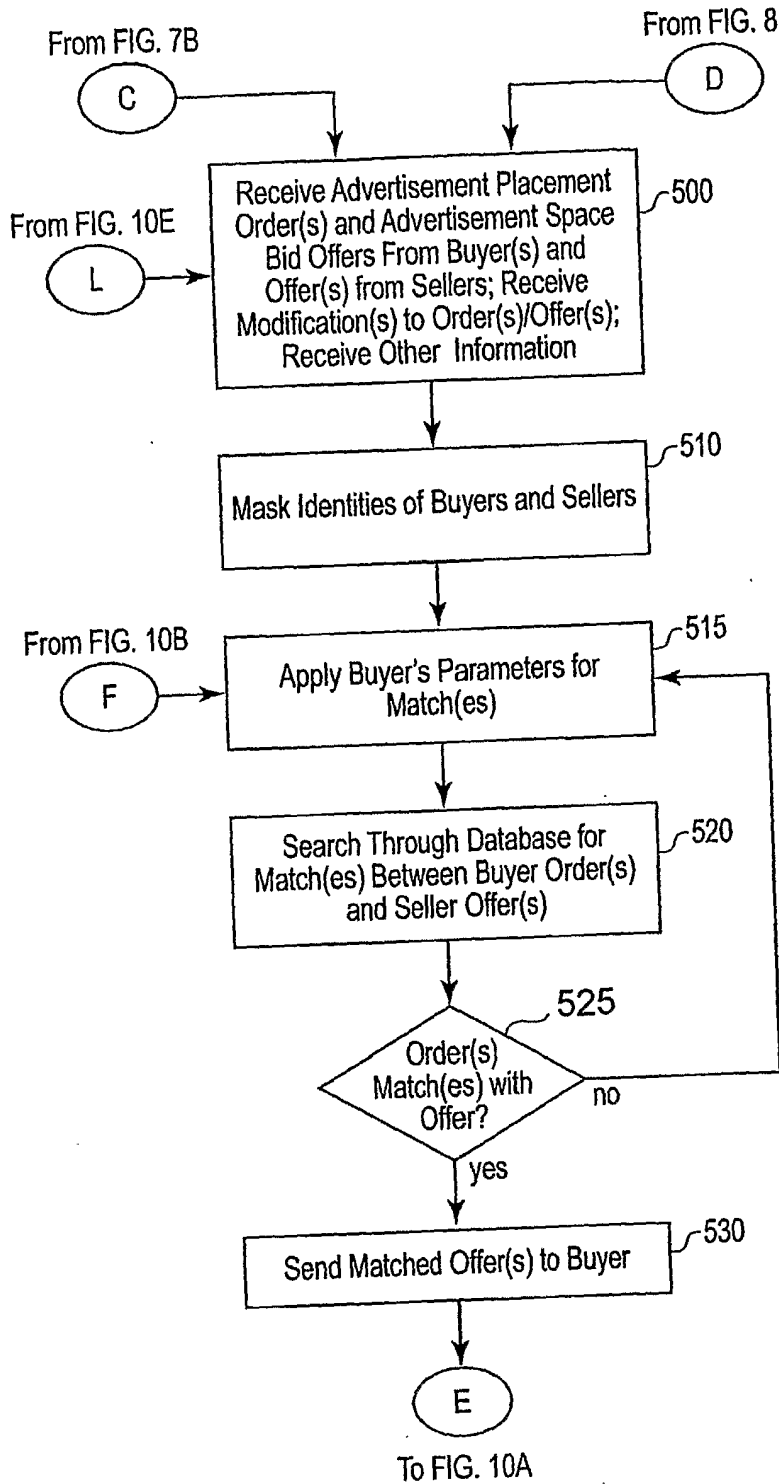 From FIG. 7B
From FIG. 8
C
D
Receive Advertisement Placement
Order(s) and Advertisement Space
Bid Offers From Buyer(s) and
Offer(s) from Sellers; Receive
Modification(s) to Order(s)/Offer(s);
Receive Other Information
500
From FIG. 10E
L
510
Mask Identities of Buyers and Sellers
From FIG. 10B
F
515
Apply Buyer's Parameters for
Match(es)
Search Through Database for
Match(es) Between Buyer Order(s)
and Seller Offer(s)
520
525
Order(s)
Match(es) with
Offer?
no
yes
530
Send Matched Offer(s) to Buyer
E
To FIG. 10A